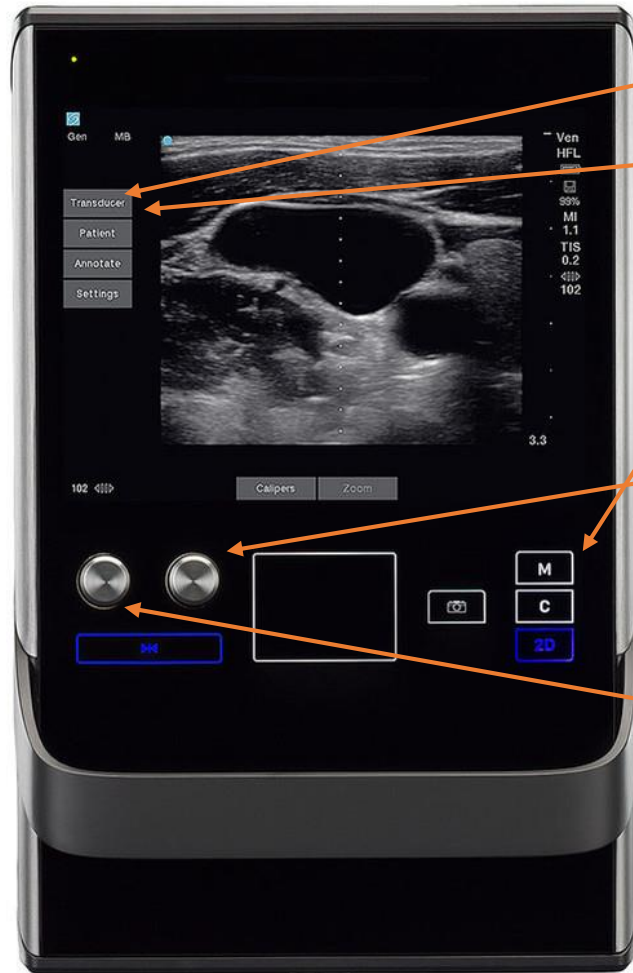 Gen MB
Ven
HFL
99%
MI
1.1
TIS
0.2
102
Transducer
Patient
Annotate
Settings
3.3
102
Calipers Zoom
M
C
2D